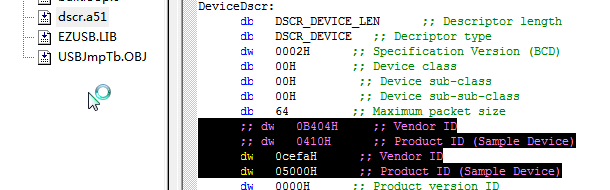 dscr.a51
EZUSB.LIB
USBJmpTb.OBJ
DeviceDscr:
db DSCR_DEVICE_LEN ;; Descriptor length
db DSCR_DEVICE ;; Decriptor type
dw 0002H ;; Specification Version (BCD)
db 00H ;; Device class
db 00H ;; Device sub-class
db 00H ;; Device sub-sub-class
db 64 ;; Maximum packet size
;; dw 0B404H ;; Vendor ID
;; dw 0410H ;; Product ID (Sample Device)
dw 0cefaH ;; Vendor ID
dw 05000H ;; Product ID (Sample Device)
dw 0000H ;; Product version ID